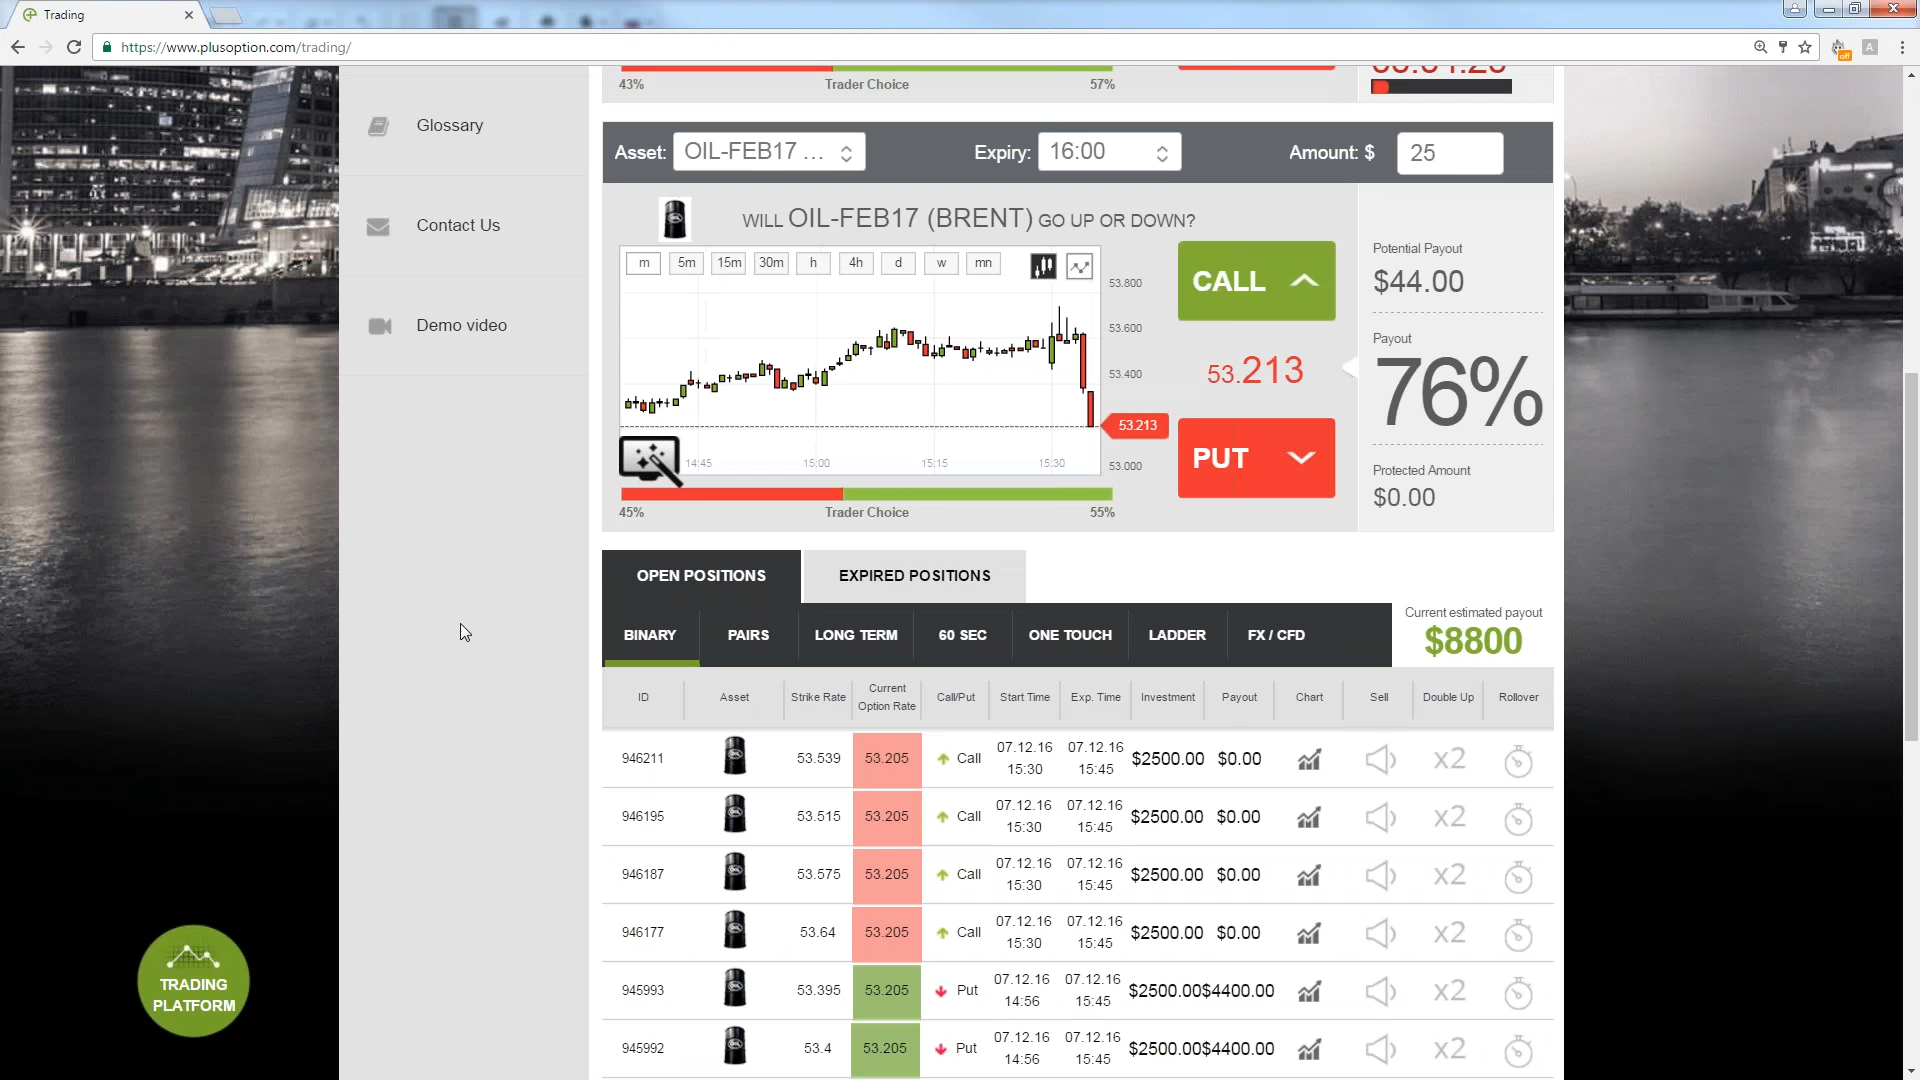 Trading
https://www.plusoption.com/trading/
off
A
43% Trader Choice 57%
Glossary
Contact Us
Demo video
Asset: OIL-FEB17 ... Expiry: 16:00 Amount: $ 25
WILL OIL-FEB17 (BRENT) GO UP OR DOWN?
m 5m 15m 30m h 4h d w mn
53.800
53.600
53.400
53.213
53.000
14:45 15:00 15:15 15:30
45% Trader Choice 55%
CALL
53.213
PUT
Potential Payout
$44.00
Payout
76%
Protected Amount
$0.00
OPEN POSITIONS EXPIRED POSITIONS
BINARY PAIRS LONG TERM 60 SEC ONE TOUCH LADDER FX / CFD
Current estimated payout
$8800
ID Asset Strike Rate Current Option Rate Call/Put Start Time Exp. Time Investment Payout Chart Sell Double Up Rollover
946211 53.539 53.205 Call 07.12.16 15:30 07.12.16 15:45 $2500.00 $0.00 x2
946195 53.515 53.205 Call 07.12.16 15:30 07.12.16 15:45 $2500.00 $0.00 x2
946187 53.575 53.205 Call 07.12.16 15:30 07.12.16 15:45 $2500.00 $0.00 x2
946177 53.64 53.205 Call 07.12.16 15:30 07.12.16 15:45 $2500.00 $0.00 x2
945993 53.395 53.205 Put 07.12.16 14:56 07.12.16 15:45 $2500.00 $4400.00 x2
945992 53.4 53.205 Put 07.12.16 14:56 07.12.16 15:45 $2500.00 $4400.00 x2
TRADING
PLATFORM